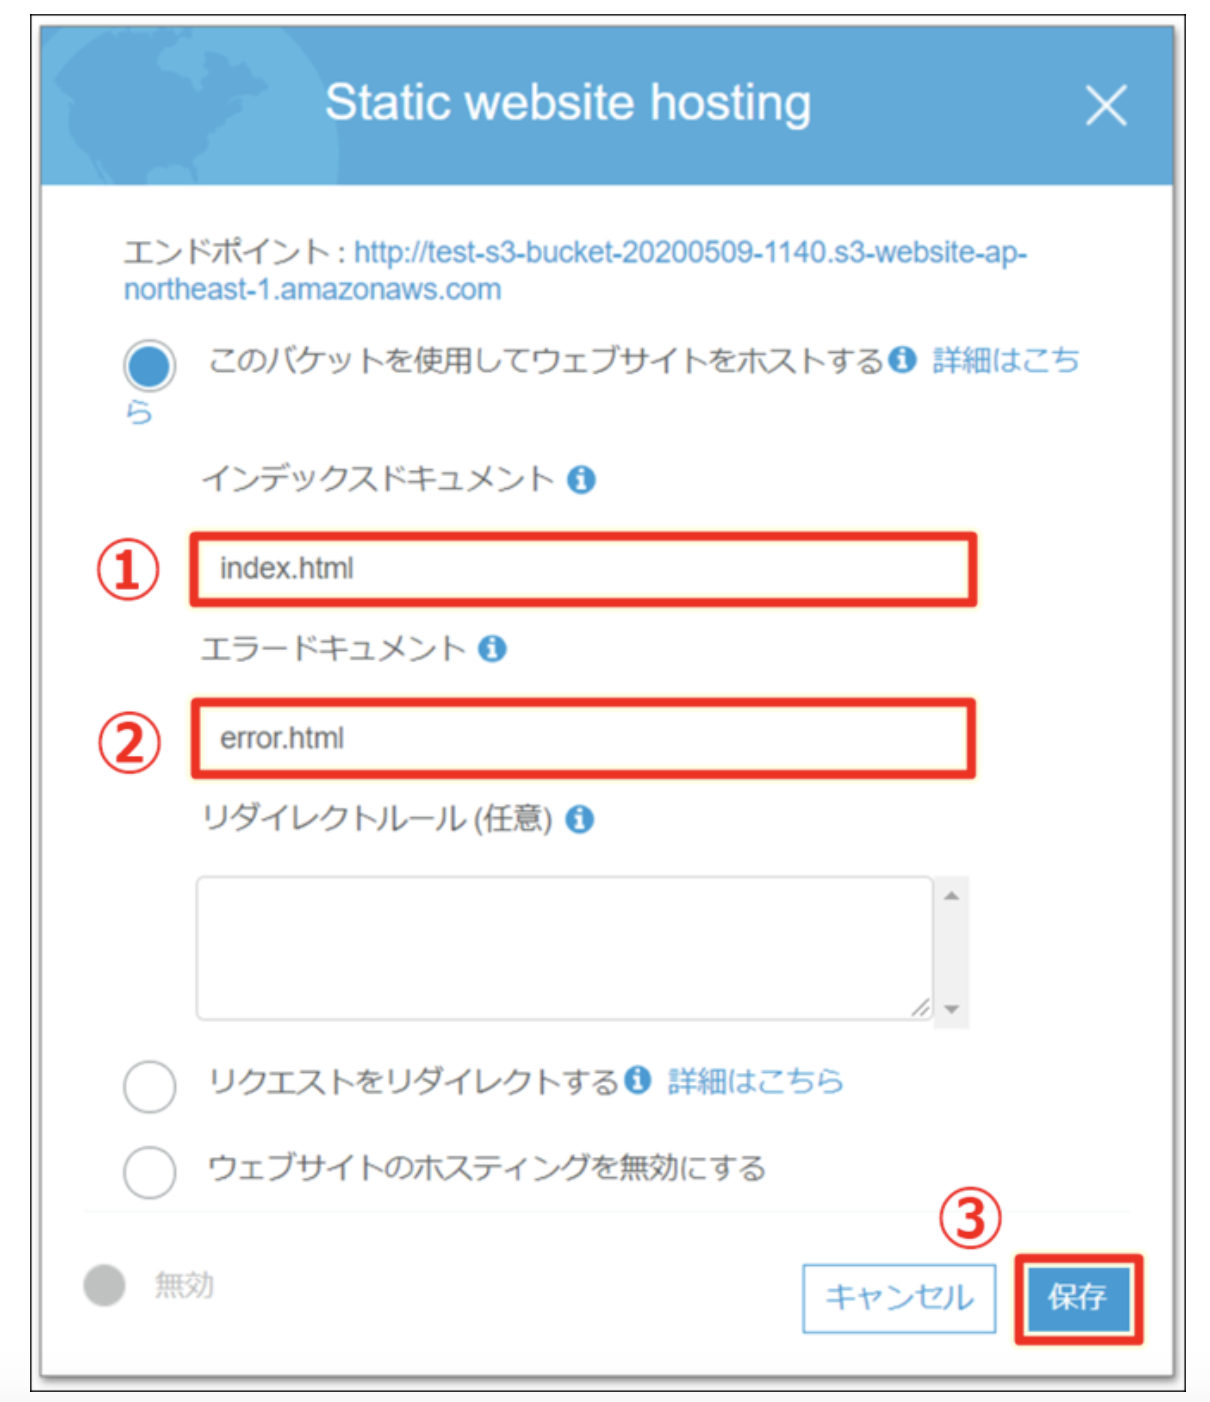 Static website hosting
エンドポイント : http://test-s3-bucket-20200509-1140.s3-website-ap-
northeast-1.amazonaws.com
このバケットを使用してウェブサイトをホストする 詳細はこち
ら
インデックスドキュメント
① index.html
エラードキュメント
② error.html
リダイレクトルール (任意)
リクエストをリダイレクトする 詳細はこちら
ウェブサイトのホスティングを無効にする
③
無効 キャンセル 保存